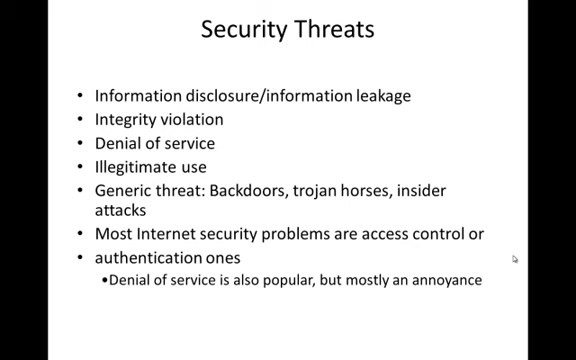 Security Threats
• Information disclosure/information leakage
• Integrity violation
• Denial of service
• Illegitimate use
• Generic threat: Backdoors, trojan horses, insider
attacks
• Most Internet security problems are access control or
• authentication ones
•Denial of service is also popular, but mostly an annoyance